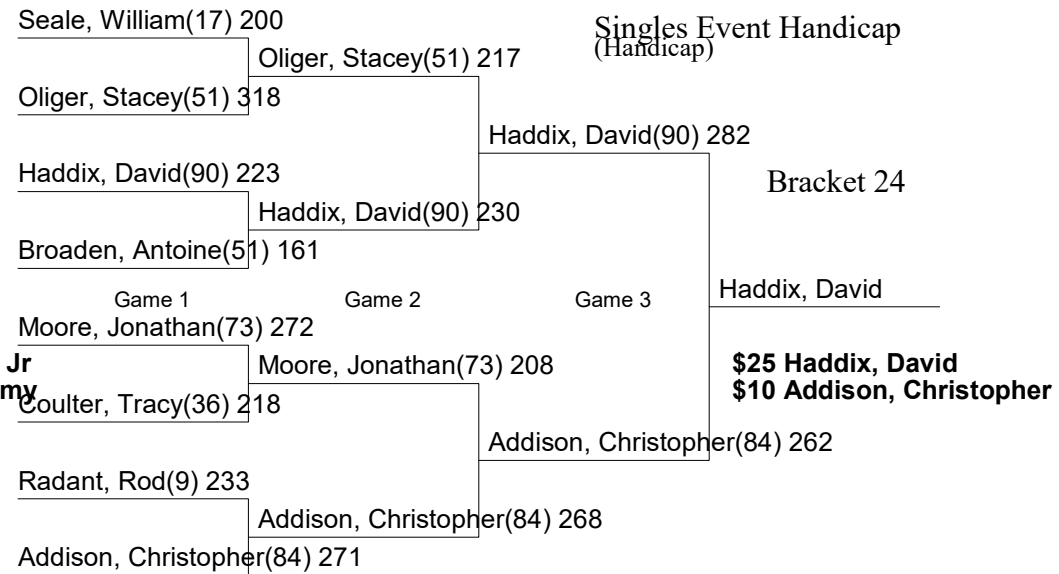 Seale, William(17) 200
Singles Event Handicap
(Handicap)
Oliger, Stacey(51) 217
Oliger, Stacey(51) 318
Haddix, David(90) 282
Haddix, David(90) 223
Bracket 24
Haddix, David(90) 230
Broaden, Antoine(51) 161
Game 1
Game 2
Game 3
Haddix, David
Moore, Jonathan(73) 272
Jr
Moore, Jonathan(73) 208
$25 Haddix, David
my
Coulter, Tracy(36) 218
$10 Addison, Christopher
Addison, Christopher(84) 262
Radant, Rod(9) 233
Addison, Christopher(84) 268
Addison, Christopher(84) 271